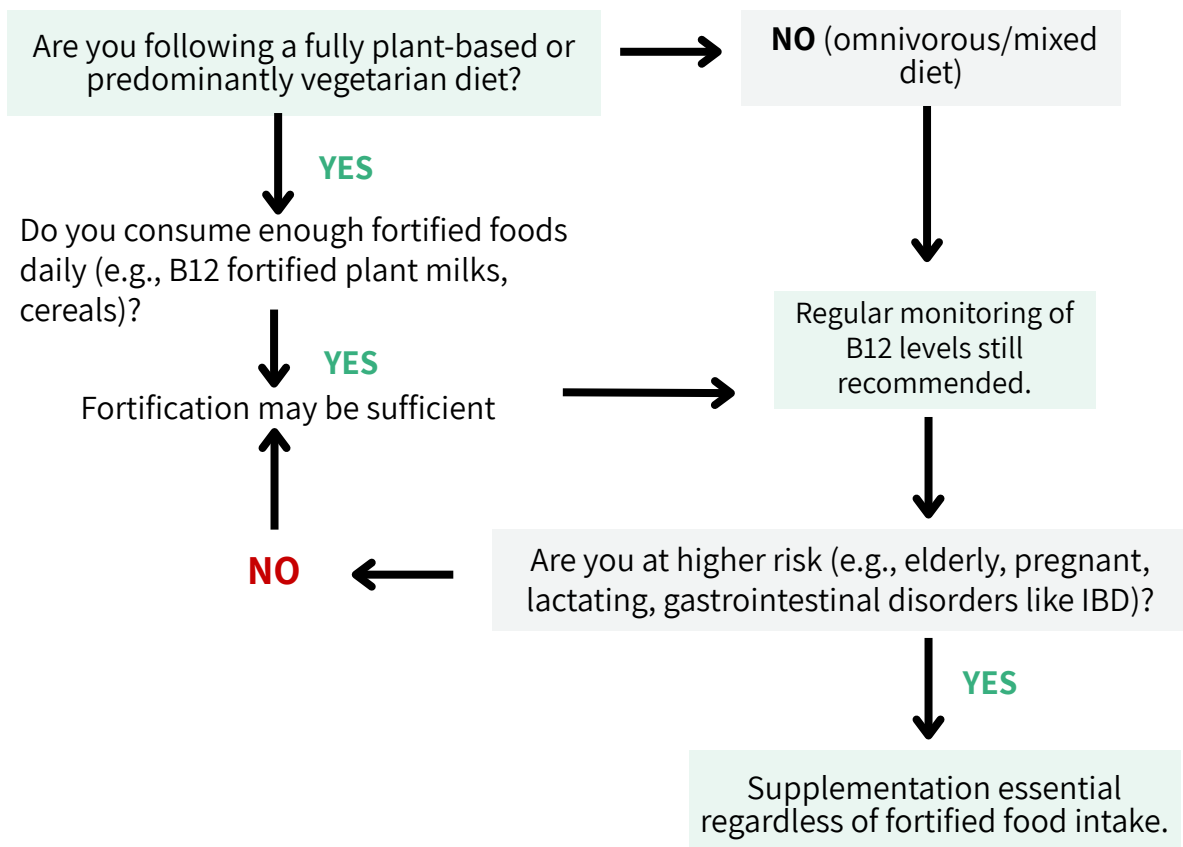 Are you following a fully plant-based or
predominantly vegetarian diet?
NO (omnivorous/mixed
diet)
YES
Do you consume enough fortified foods
daily (e.g., B12 fortified plant milks,
cereals)?
Regular monitoring of
B12 levels still
recommended.
YES
Fortification may be sufficient
NO
Are you at higher risk (e.g., elderly, pregnant,
lactating, gastrointestinal disorders like IBD)?
YES
Supplementation essential
regardless of fortified food intake.